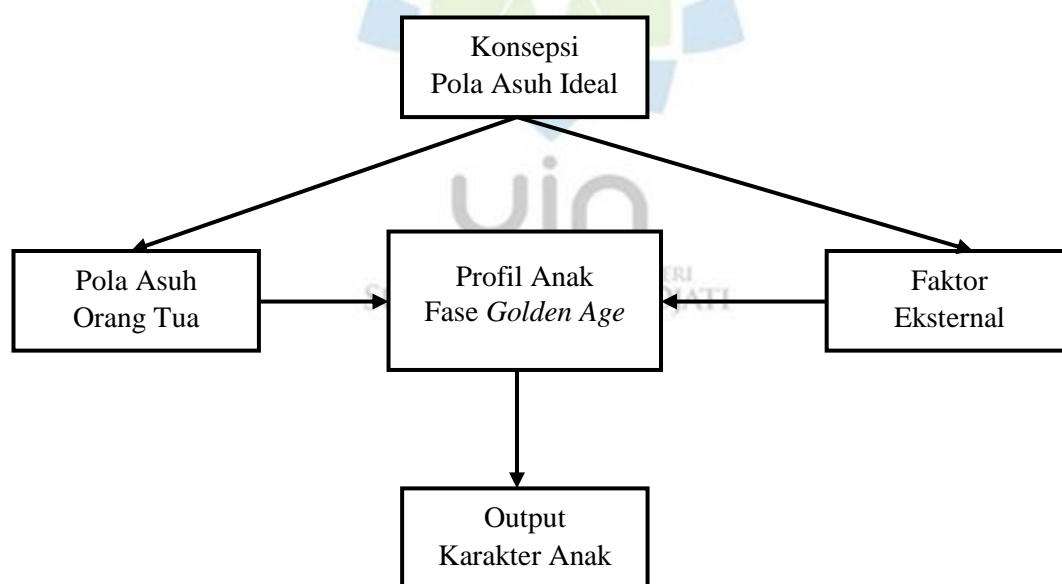 Konsepsi
Pola Asuh Ideal
uin
Pola Asuh
Orang Tua
Profil Anak
Fase Golden Age
Faktor
Eksternal
Output
Karakter Anak